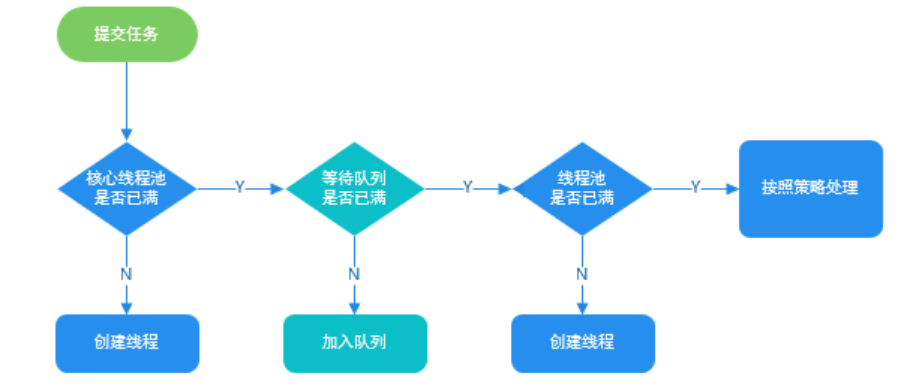 提交任务
核心线程池
是否已满
Y
等待队列
是否已满
Y
线程池
是否已满
Y
按照策略处理
N
N
N
创建线程
加入队列
创建线程